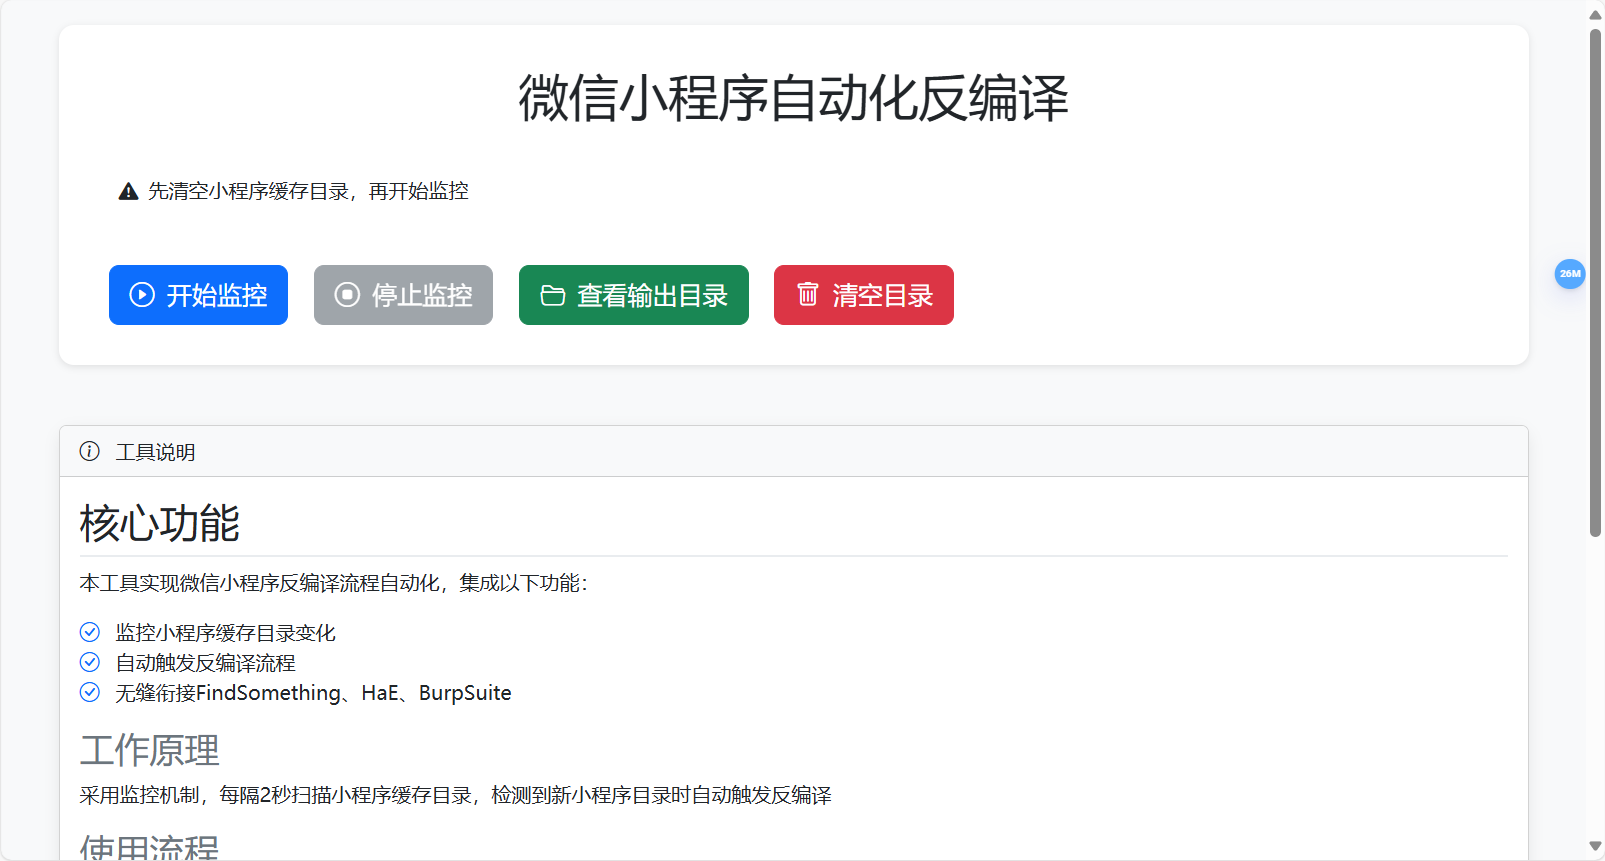 微信小程序自动化反编译
先清空小程序缓存目录，再开始监控
开始监控
停止监控
查看输出目录
清空目录
26M
工具说明
核心功能
本工具实现微信小程序反编译流程自动化，集成以下功能：
监控小程序缓存目录变化
自动触发反编译流程
无缝衔接FindSomething、HaE、BurpSuite
工作原理
采用监控机制，每隔2秒扫描小程序缓存目录，检测到新小程序目录时自动触发反编译
使用流程